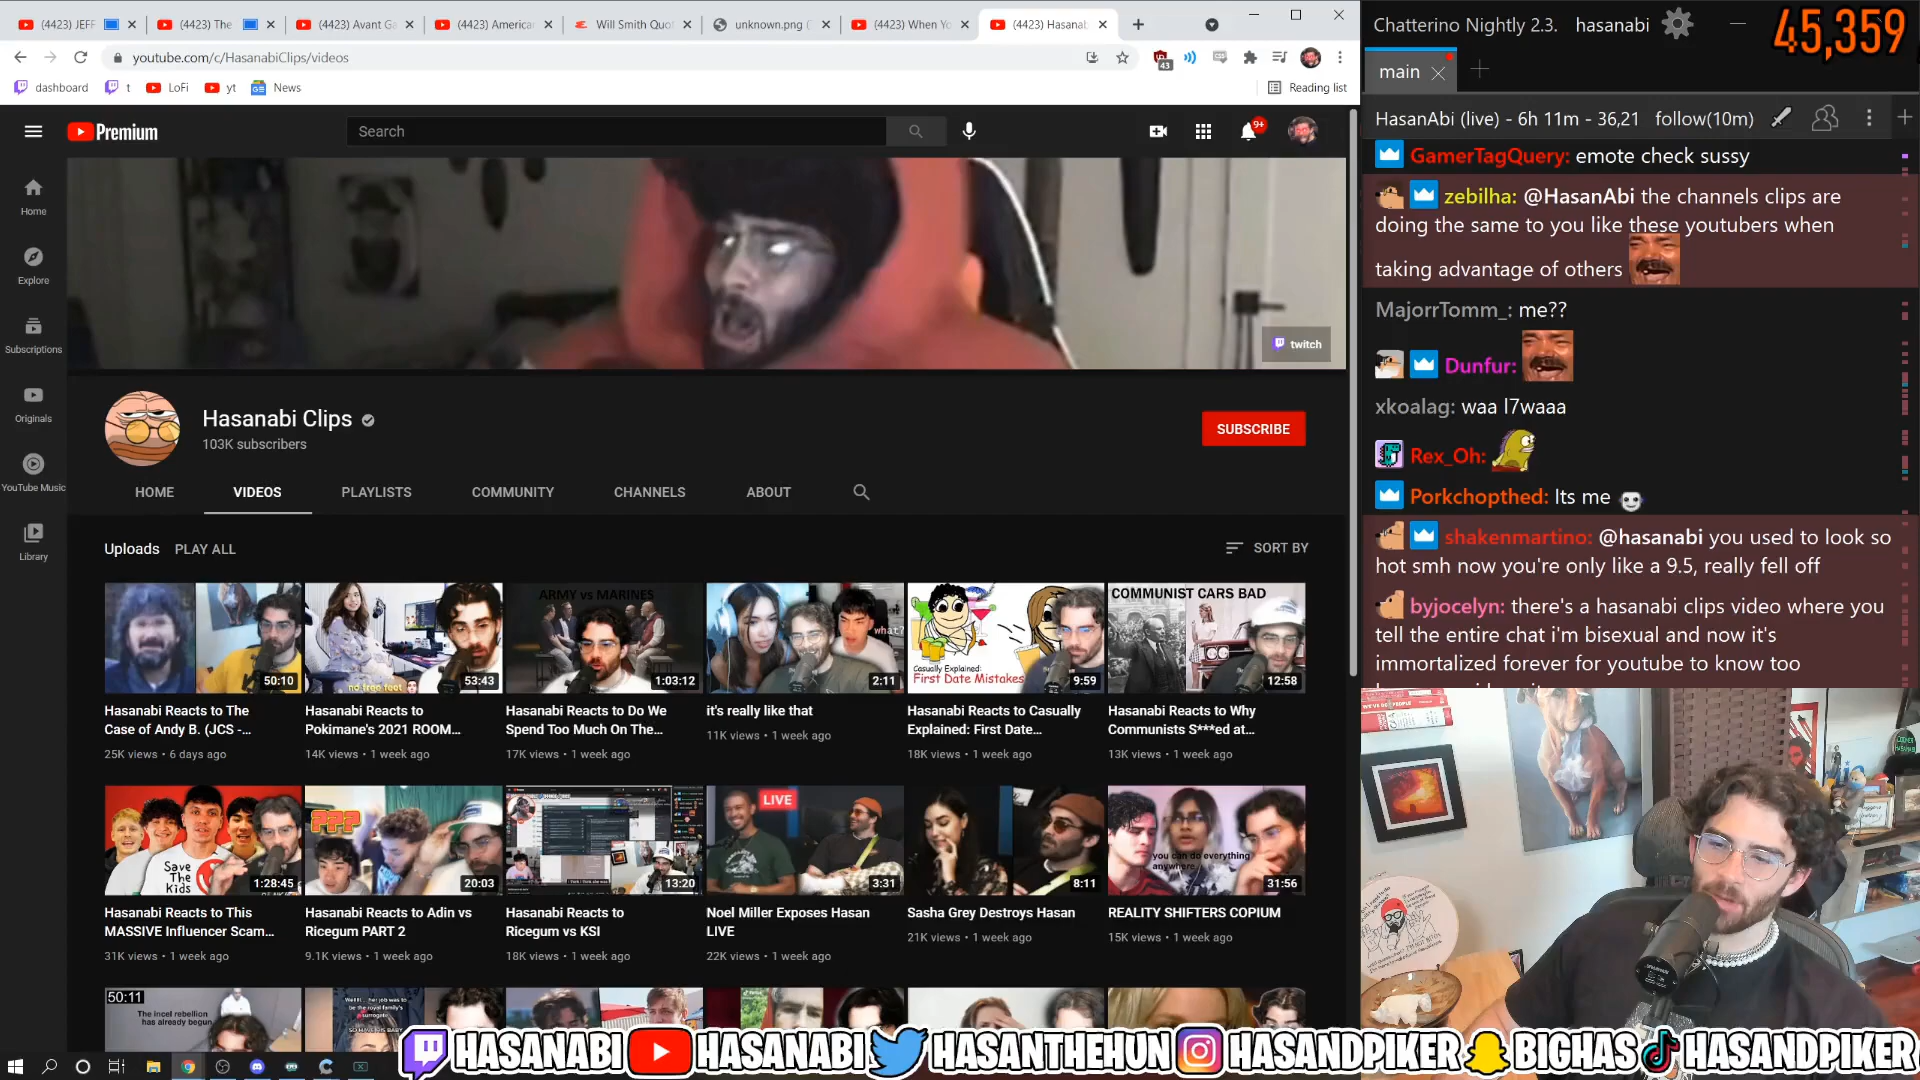 (4423) JEFF
(4423) The
(4423) Avant Ga
(4423) American
Will Smith Quo
unknown.png (
(4423) When Yo
(4423) Hasanab
youtube.com/c/HasanabiClips/videos
43
dashboard
t
LoFi
yt
News
Reading list
Premium
Search
9+
Home
Explore
Subscriptions
Originals
YouTube Music
Library
twitch
Hasanabi Clips
103K subscribers
SUBSCRIBE
HOME
VIDEOS
PLAYLISTS
COMMUNITY
CHANNELS
ABOUT
Uploads
PLAY ALL
SORT BY
50:10
Hasanabi Reacts to The
Case of Andy B. (JCS -...
25K views • 6 days ago
no tree foot
53:43
Hasanabi Reacts to
Pokimane's 2021 ROOM...
14K views • 1 week ago
ARMY vs MARINES
1:03:12
Hasanabi Reacts to Do We
Spend Too Much On The...
17K views • 1 week ago
what?
2:11
it's really like that
11K views • 1 week ago
Casually Explained:
First Date Mistakes
9:59
Hasanabi Reacts to Casually
Explained: First Date...
18K views • 1 week ago
COMMUNIST CARS BAD
12:58
Hasanabi Reacts to Why
Communists S***ed at...
13K views • 1 week ago
Save
The
Kids
1:28:45
Hasanabi Reacts to This
MASSIVE Influencer Scam...
31K views • 1 week ago
???
20:03
Hasanabi Reacts to Adin vs
Ricegum PART 2
9.1K views • 1 week ago
13:20
Hasanabi Reacts to
Ricegum vs KSI
18K views • 1 week ago
LIVE
3:31
Noel Miller Exposes Hasan
LIVE
22K views • 1 week ago
8:11
Sasha Grey Destroys Hasan
21K views • 1 week ago
you can do everything
anywhere
31:56
REALITY SHIFTERS COPIUM
15K views • 1 week ago
50:11
The incel rebellion
has already begun
Chatterino Nightly 2.3.
hasanabi
45,359
main
HasanAbi (live) - 6h 11m - 36,21
follow(10m)
GamerTagQuery: emote check sussy
zebilha: @HasanAbi the channels clips are
doing the same to you like these youtubers when
taking advantage of others
MajorrTomm_: me??
Dunfur:
xkoalag: waa l7waaa
Rex_Oh:
Porkchopthed: Its me
shakenmartino: @hasanabi you used to look so
hot smh now you're only like a 9.5, really fell off
byjocelyn: there's a hasanabi clips video where you
tell the entire chat i'm bisexual and now it's
immortalized forever for youtube to know too
HASANABI
HASANABI
HASANTHEHUN
HASANDPIKER
BIGHAS
HASANDPIKER